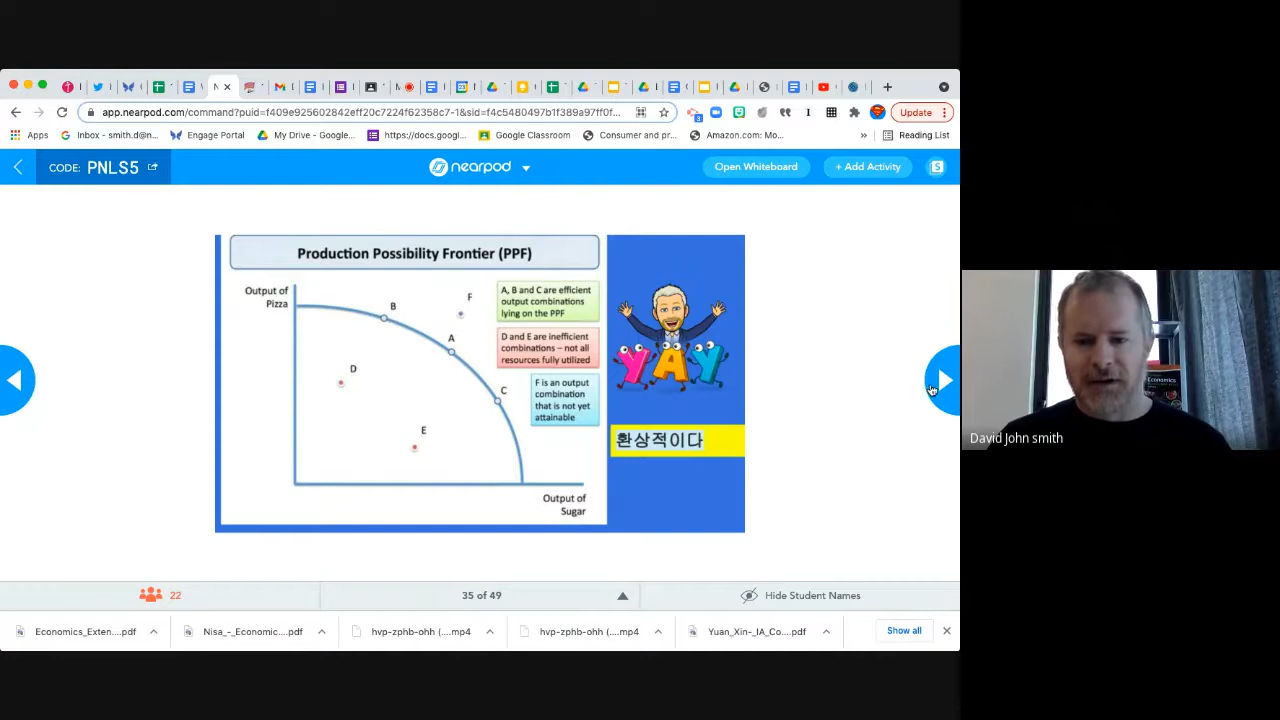 app.nearpod.com/command?puid=f409e925602842eff20c7224f62358c7-1&sid=f4c5480497b1f389a97ff0f...
Update
Apps
Inbox - smith.d@n...
Engage Portal
My Drive - Google...
https://docs.googl...
Google Classroom
Consumer and pr...
Amazon.com: Mo...
»
Reading List
CODE: PNLS5
nearpod
Open Whiteboard
+ Add Activity
S
Production Possibility Frontier (PPF)
Output of
Pizza
B
F
A
D
C
E
A, B and C are efficient
output combinations
lying on the PPF
D and E are inefficient
combinations – not all
resources fully utilized
F is an output
combination
that is not yet
attainable
Output of
Sugar
YAY
환상적이다
Economics
David John smith
22
35 of 49
Hide Student Names
Economics_Exten....pdf
Nisa_-_Economic....pdf
hvp-zphb-ohh (....mp4
hvp-zphb-ohh (....mp4
Yuan_Xin-_IA_Co....pdf
Show all